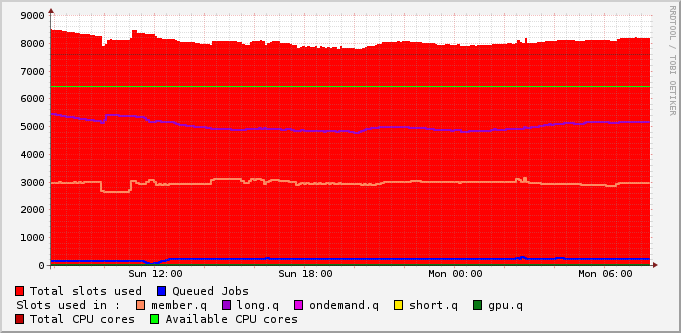 9000
8000
7000
6000
5000
4000
3000
2000
1000
0
Sun 12:00 Sun 18:00 Mon 00:00 Mon 06:00
Total slots used Queued Jobs
Slots used in : member.q long.q ondemand.q short.q gpu.q
Total CPU cores Available CPU cores
RRDTOOL / TOBI OETIKER